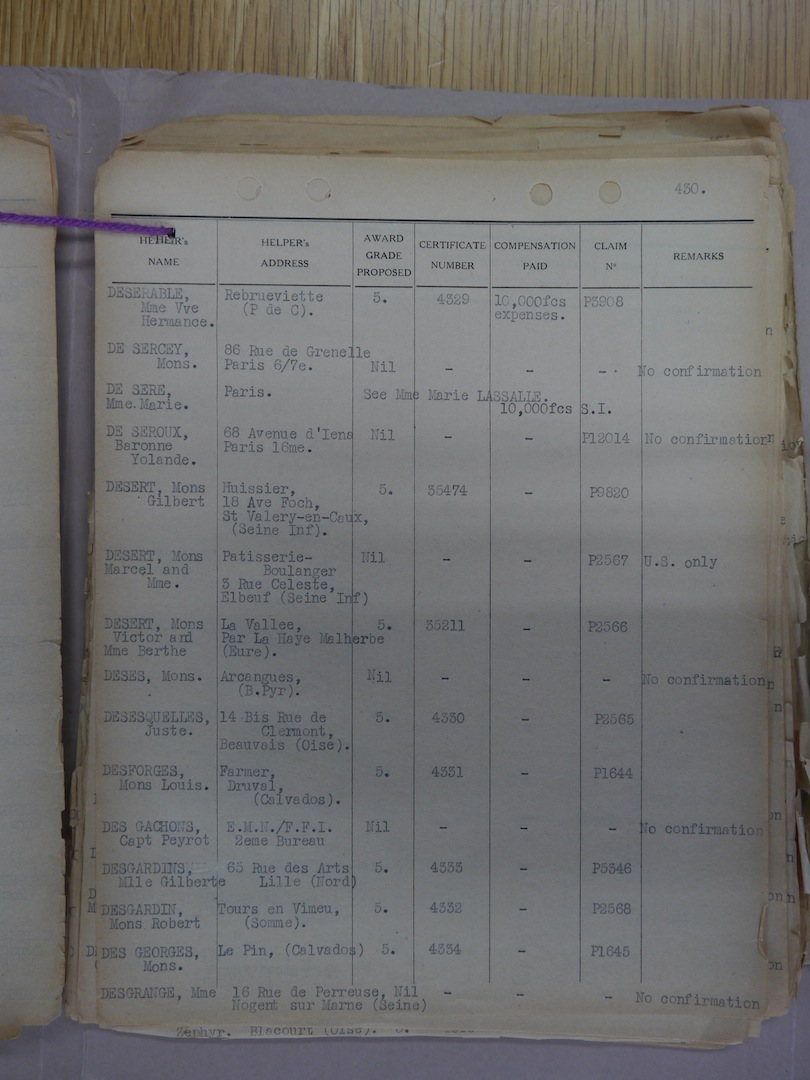 430.
HELPER's NAME HELPER's ADDRESS AWARD GRADE PROPOSED CERTIFICATE NUMBER COMPENSATION PAID CLAIM N° REMARKS
DESERABLE, Rebrueviette 5. 4329 10,000fcs P3908
Mme Vve (P de C). expenses.
Hermance.
DE SERCEY, 86 Rue de Grenelle
Mons. Paris 6/7e. Nil - - - No confirmation
DE SERE, Paris. See Mme Marie LASSALLE.
Mme.Marie. 10,000fcs S.I.
DE SEROUX, 68 Avenue d'Iena Nil - - P12014 No confirmation
Baronne Paris 16me.
Yolande.
DESERT, Mons Huissier, 5. 35474 - P9820
Gilbert 18 Ave Foch,
St Valery-en-Caux,
(Seine Inf).
DESERT, Mons Patisserie- Nil - - P2567 U.S. only
Marcel and Boulanger
Mme. 3 Rue Celeste,
Elbeuf (Seine Inf)
DESERT, Mons La Vallee, 5. 35211 - P2566
Victor and Par La Haye Malherbe
Mme Berthe (Eure).
DESES, Mons. Arcangues, Nil - - - No confirmation
(B.Pyr).
DESESQUELLES, 14 Bis Rue de 5. 4330 - P2565
Juste. Clermont,
Beauvais (Oise).
DESFORGES, Farmer, 5. 4331 - P1644
Mons Louis. Druval,
(Calvados).
DES GACHONS, E.M.N./F.F.I. Nil - - - No confirmation
Capt Peyrot 2eme Bureau
DESGARDINS, 65 Rue des Arts 5. 4333 - P5346
Mlle Gilberte Lille (Nord)
DESGARDIN, Tours en Vimeu, 5. 4332 - P2568
Mons Robert (Somme).
DES GEORGES, Le Pin, (Calvados) 5. 4334 - P1645
Mons.
DESGRANGE, Mme 16 Rue de Perreuse, Nil - - - No confirmation
Nogent sur Marne (Seine)
Zephyr. Blacourt (Oise). 5.